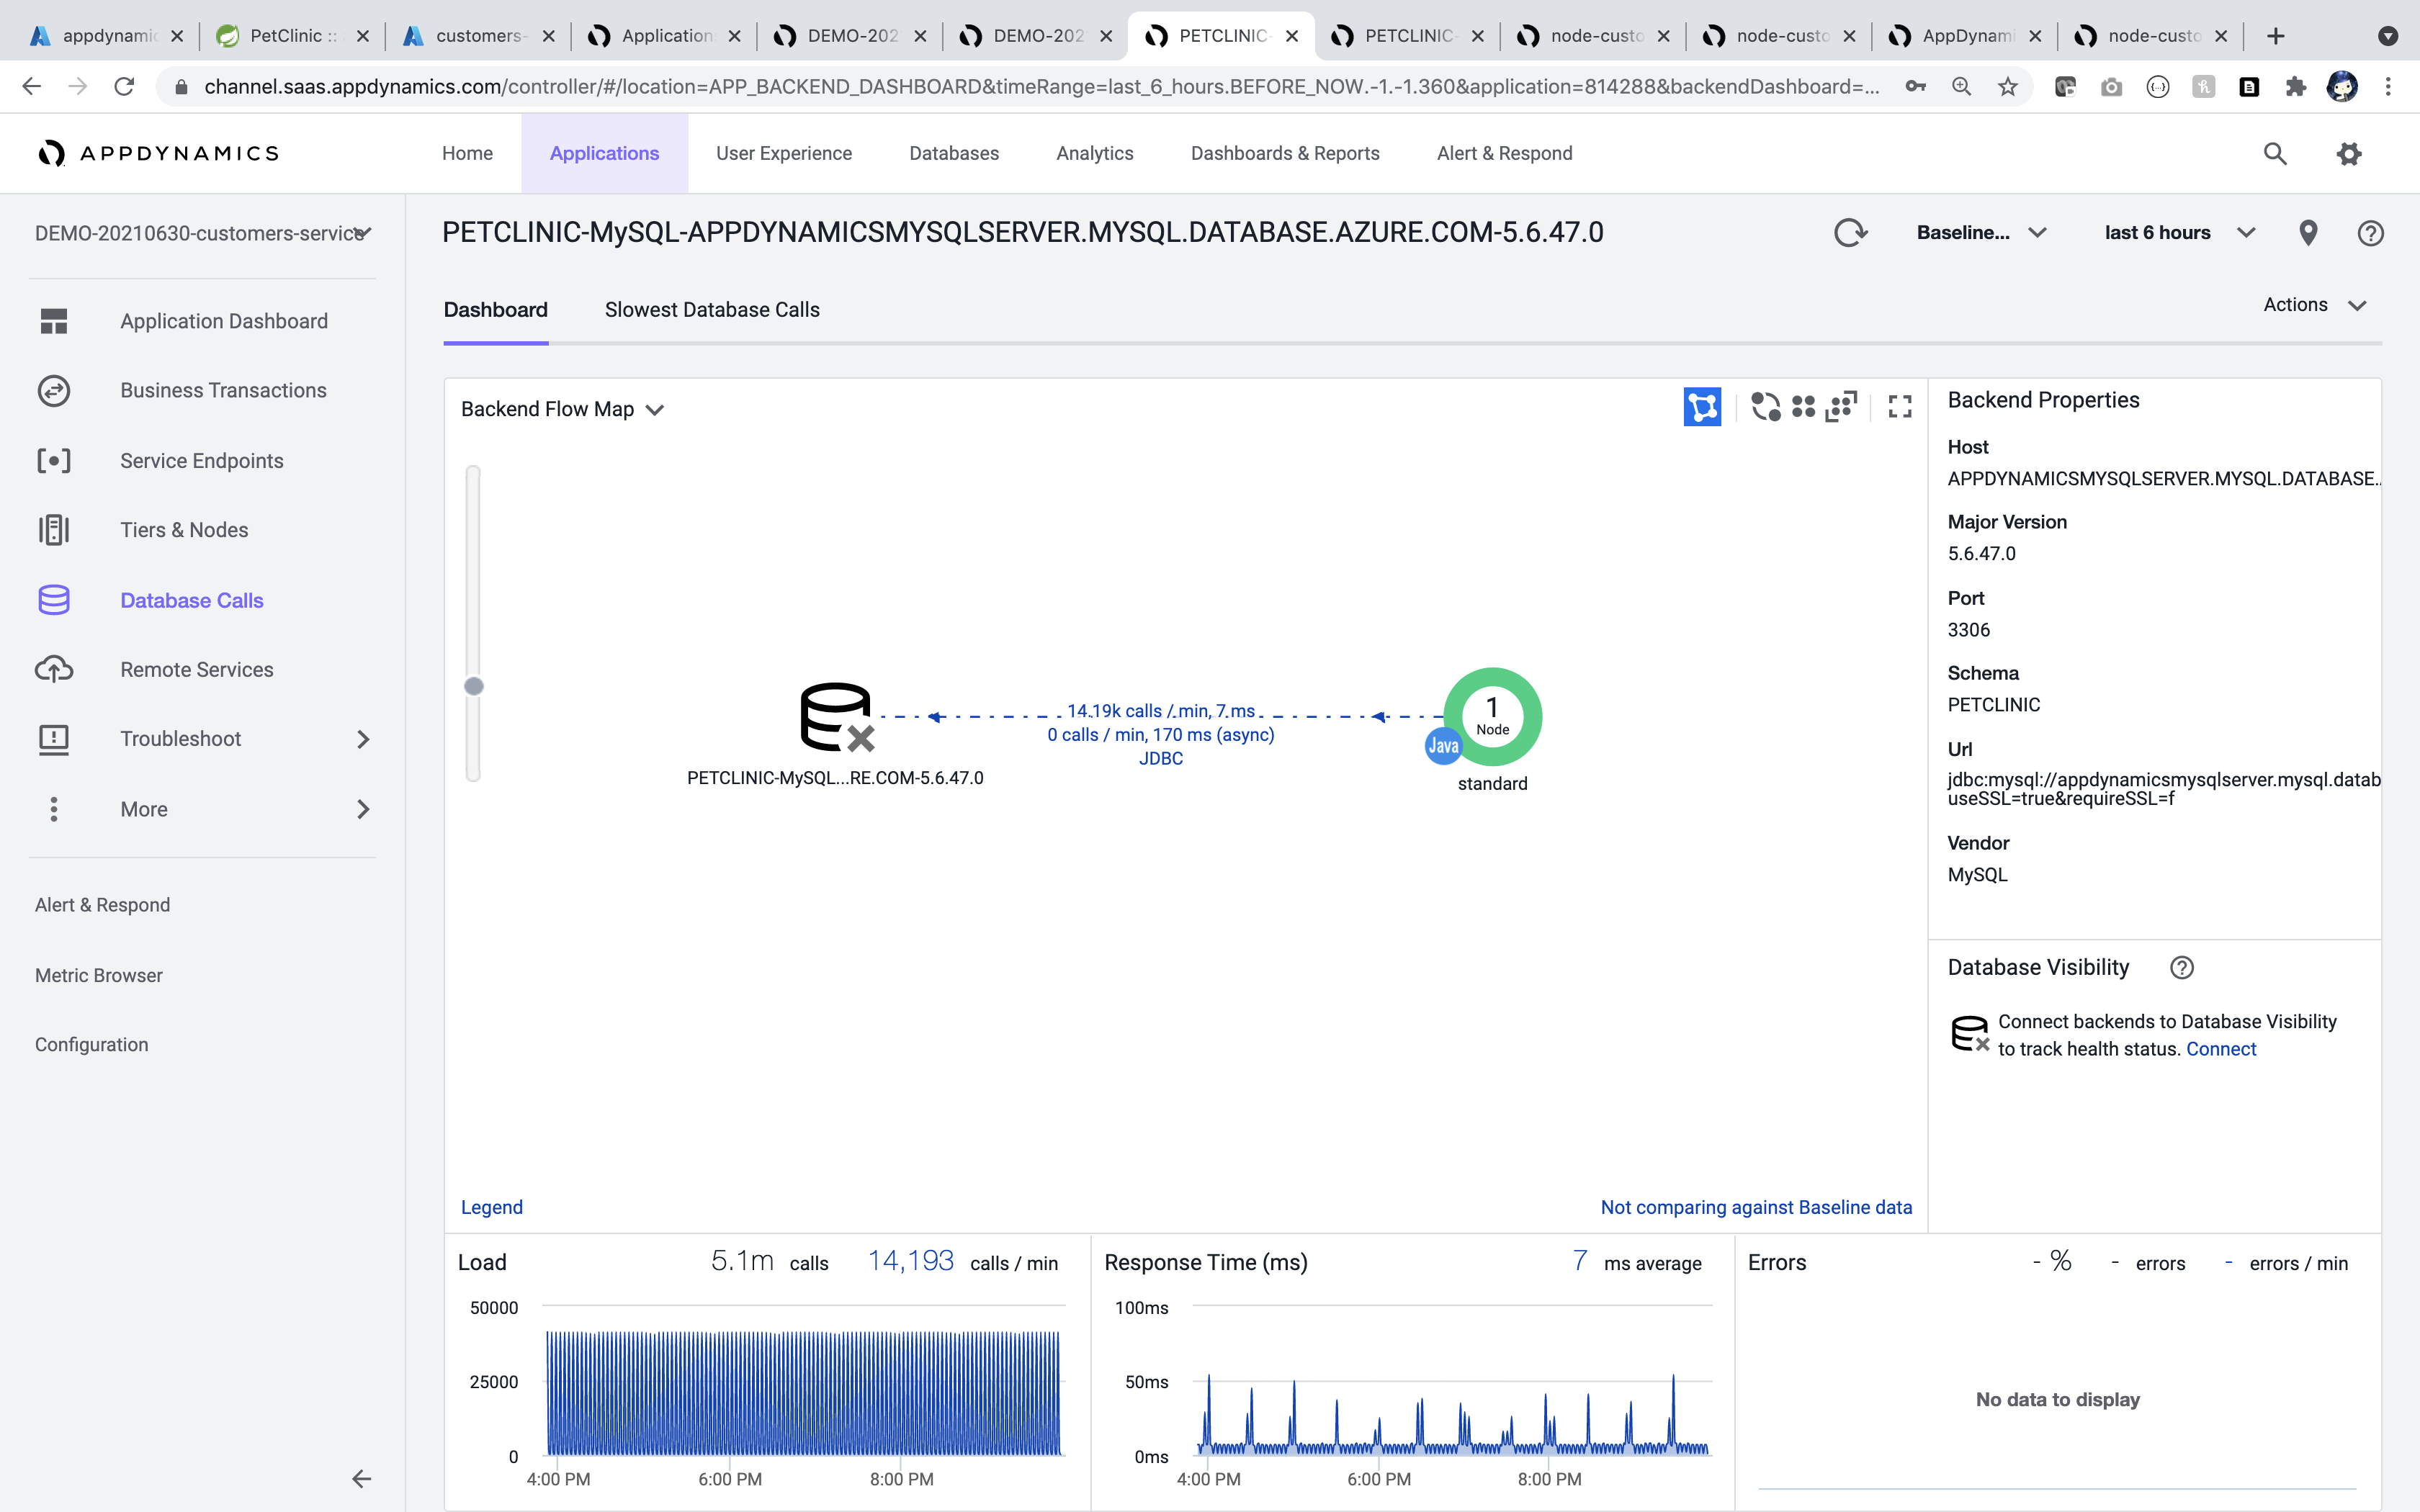 appdynamic
PetClinic ::
customers-
Application
DEMO-202
DEMO-202
PETCLINIC-
PETCLINIC-
node-custo
node-custo
AppDynami
node-custo
channel.saas.appdynamics.com/controller/#/location=APP_BACKEND_DASHBOARD&timeRange=last_6_hours.BEFORE_NOW.-1.-1.360&application=814288&backendDashboard=...
APPDYNAMICS
Home
Applications
User Experience
Databases
Analytics
Dashboards & Reports
Alert & Respond
DEMO-20210630-customers-service
Application Dashboard
Business Transactions
Service Endpoints
Tiers & Nodes
Database Calls
Remote Services
Troubleshoot
More
Alert & Respond
Metric Browser
Configuration
PETCLINIC-MySQL-APPDYNAMICSMYSQLSERVER.MYSQL.DATABASE.AZURE.COM-5.6.47.0
Baseline...
last 6 hours
Dashboard
Slowest Database Calls
Actions
Backend Flow Map
14.19k calls / min, 7 ms
0 calls / min, 170 ms (async)
JDBC
PETCLINIC-MySQL...RE.COM-5.6.47.0
1
Node
Java
standard
Legend
Not comparing against Baseline data
Backend Properties
Host
APPDYNAMICSMYSQLSERVER.MYSQL.DATABASE..
Major Version
5.6.47.0
Port
3306
Schema
PETCLINIC
Url
jdbc:mysql://appdynamicsmysqlserver.mysql.datab
useSSL=true&requireSSL=f
Vendor
MySQL
Database Visibility
Connect backends to Database Visibility
to track health status. Connect
Load
5.1m calls
14,193 calls / min
50000
25000
0
4:00 PM
6:00 PM
8:00 PM
Response Time (ms)
7 ms average
100ms
50ms
0ms
4:00 PM
6:00 PM
8:00 PM
Errors
- %
- errors
- errors / min
No data to display